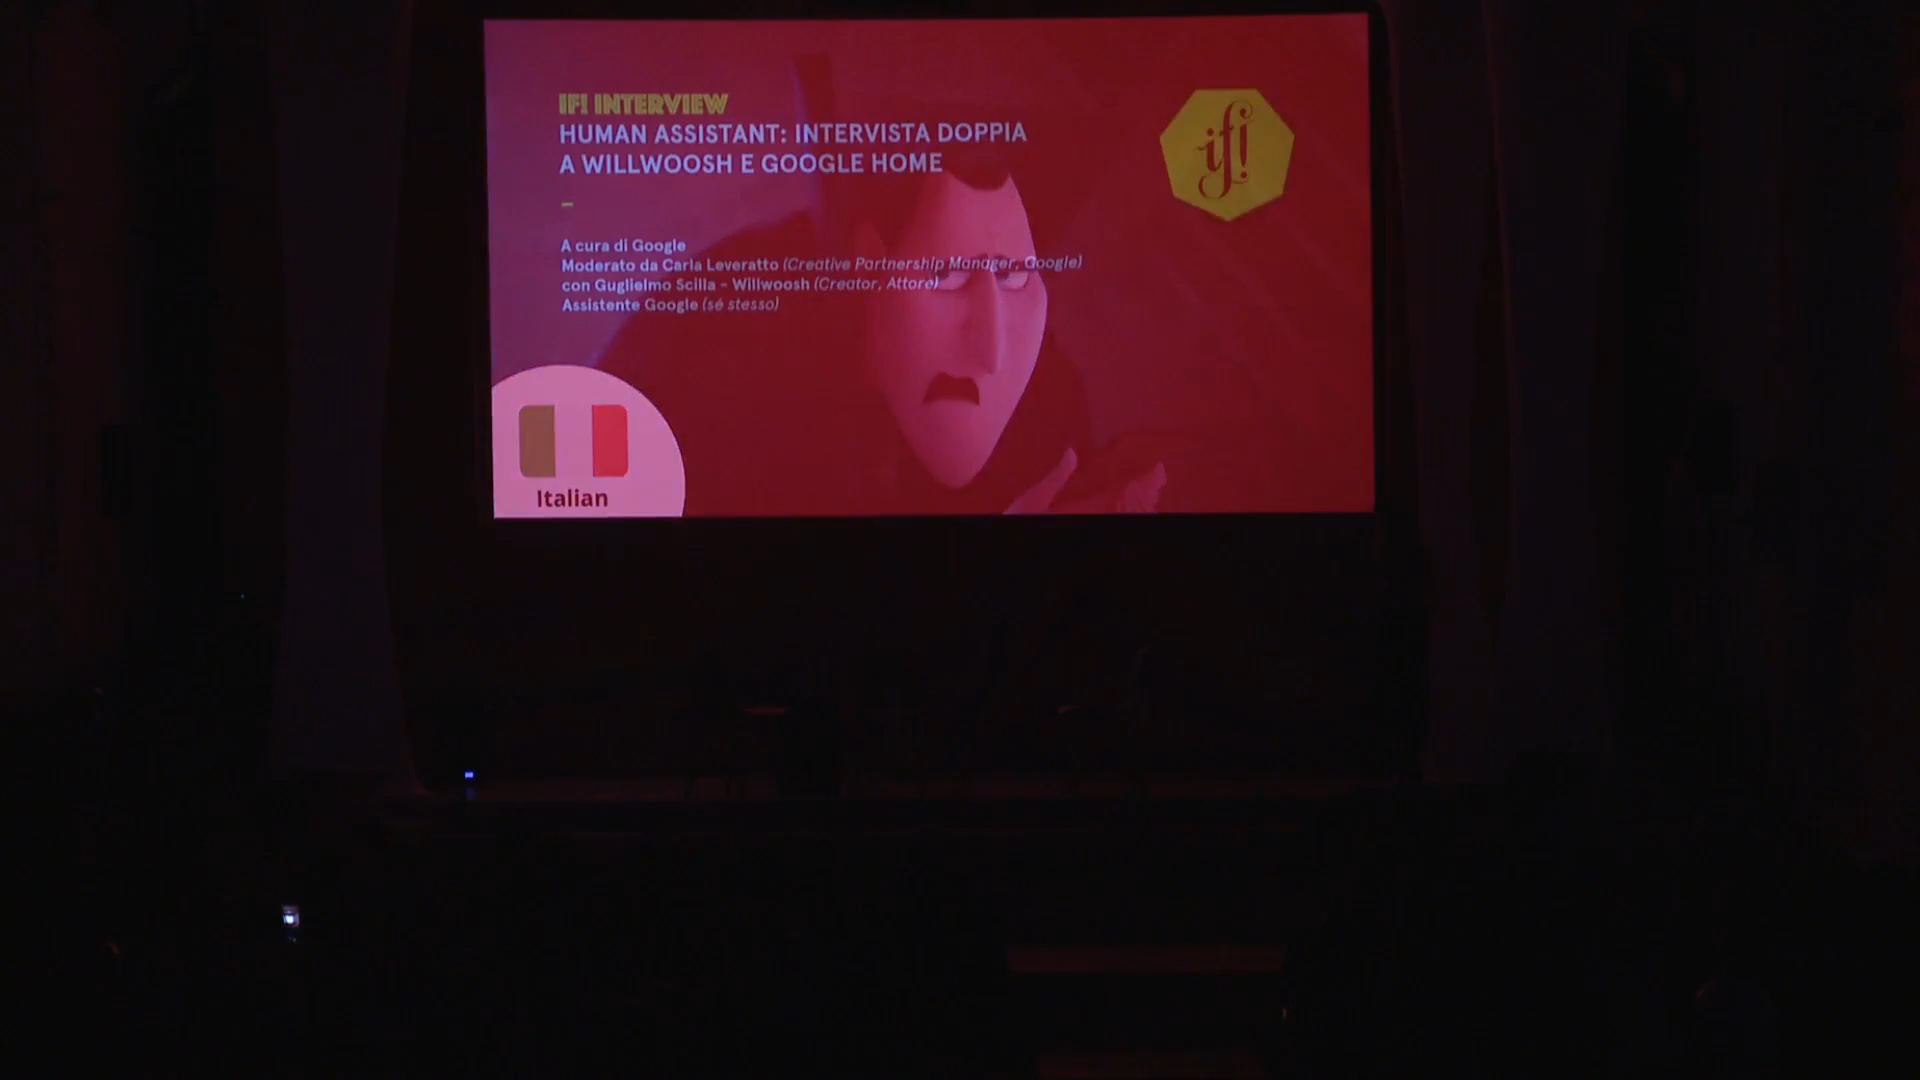 IF! INTERVIEW
HUMAN ASSISTANT: INTERVISTA DOPPIA
A WILLWOOSH E GOOGLE HOME
–
A cura di Google
Moderato da Carla Leveratto (Creative Partnership Manager, Google)
con Guglielmo Scilla – Willwoosh (Creator, Attore)
Assistente Google (sé stesso)
if!
Italian